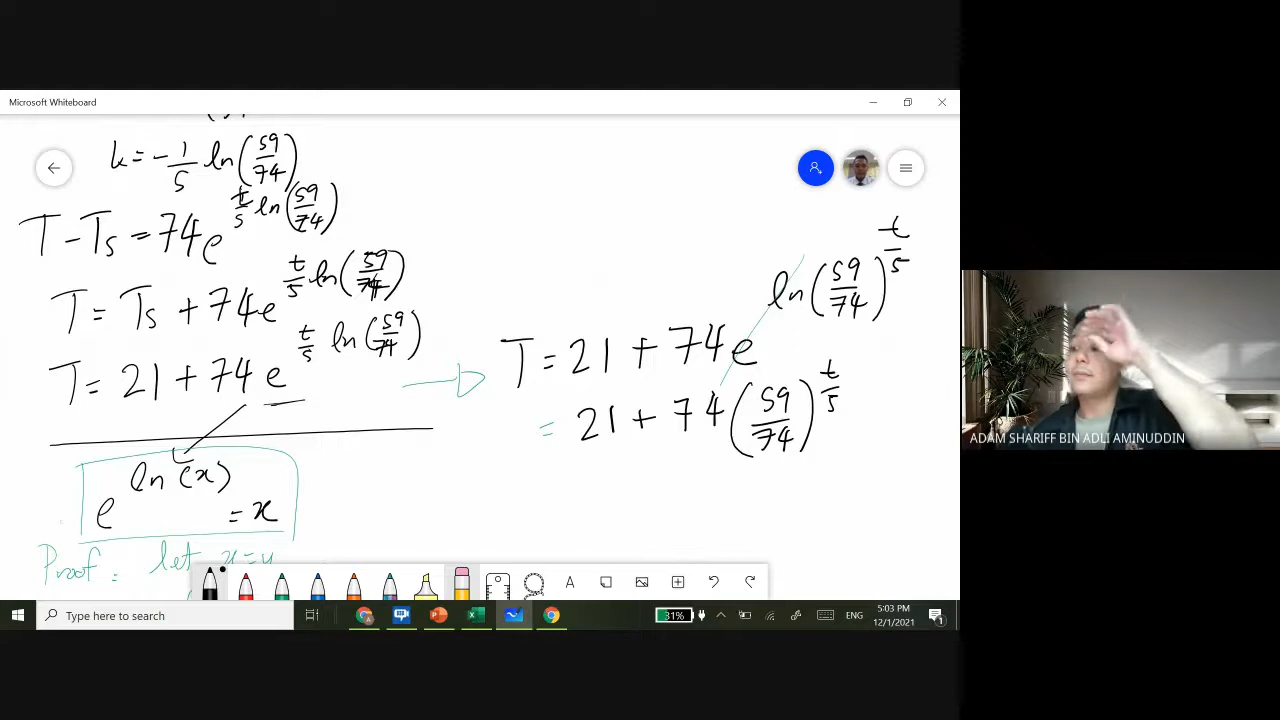 Microsoft Whiteboard
k = -1/5 ln(59/74)
T - Ts = 74e^(t/5 ln(59/74))
T = Ts + 74e^(t/5 ln(59/74))
T = 21 + 74e^(t/5 ln(59/74))
e^ln(x) = x
Proof: let x = y
T = 21 + 74e^(ln(59/74)^(t/5))
= 21 + 74(59/74)^(t/5)
ADAM SHARIFF BIN ADLI AMINUDDIN
Type here to search
31%
ENG
5:03 PM
12/1/2021
1